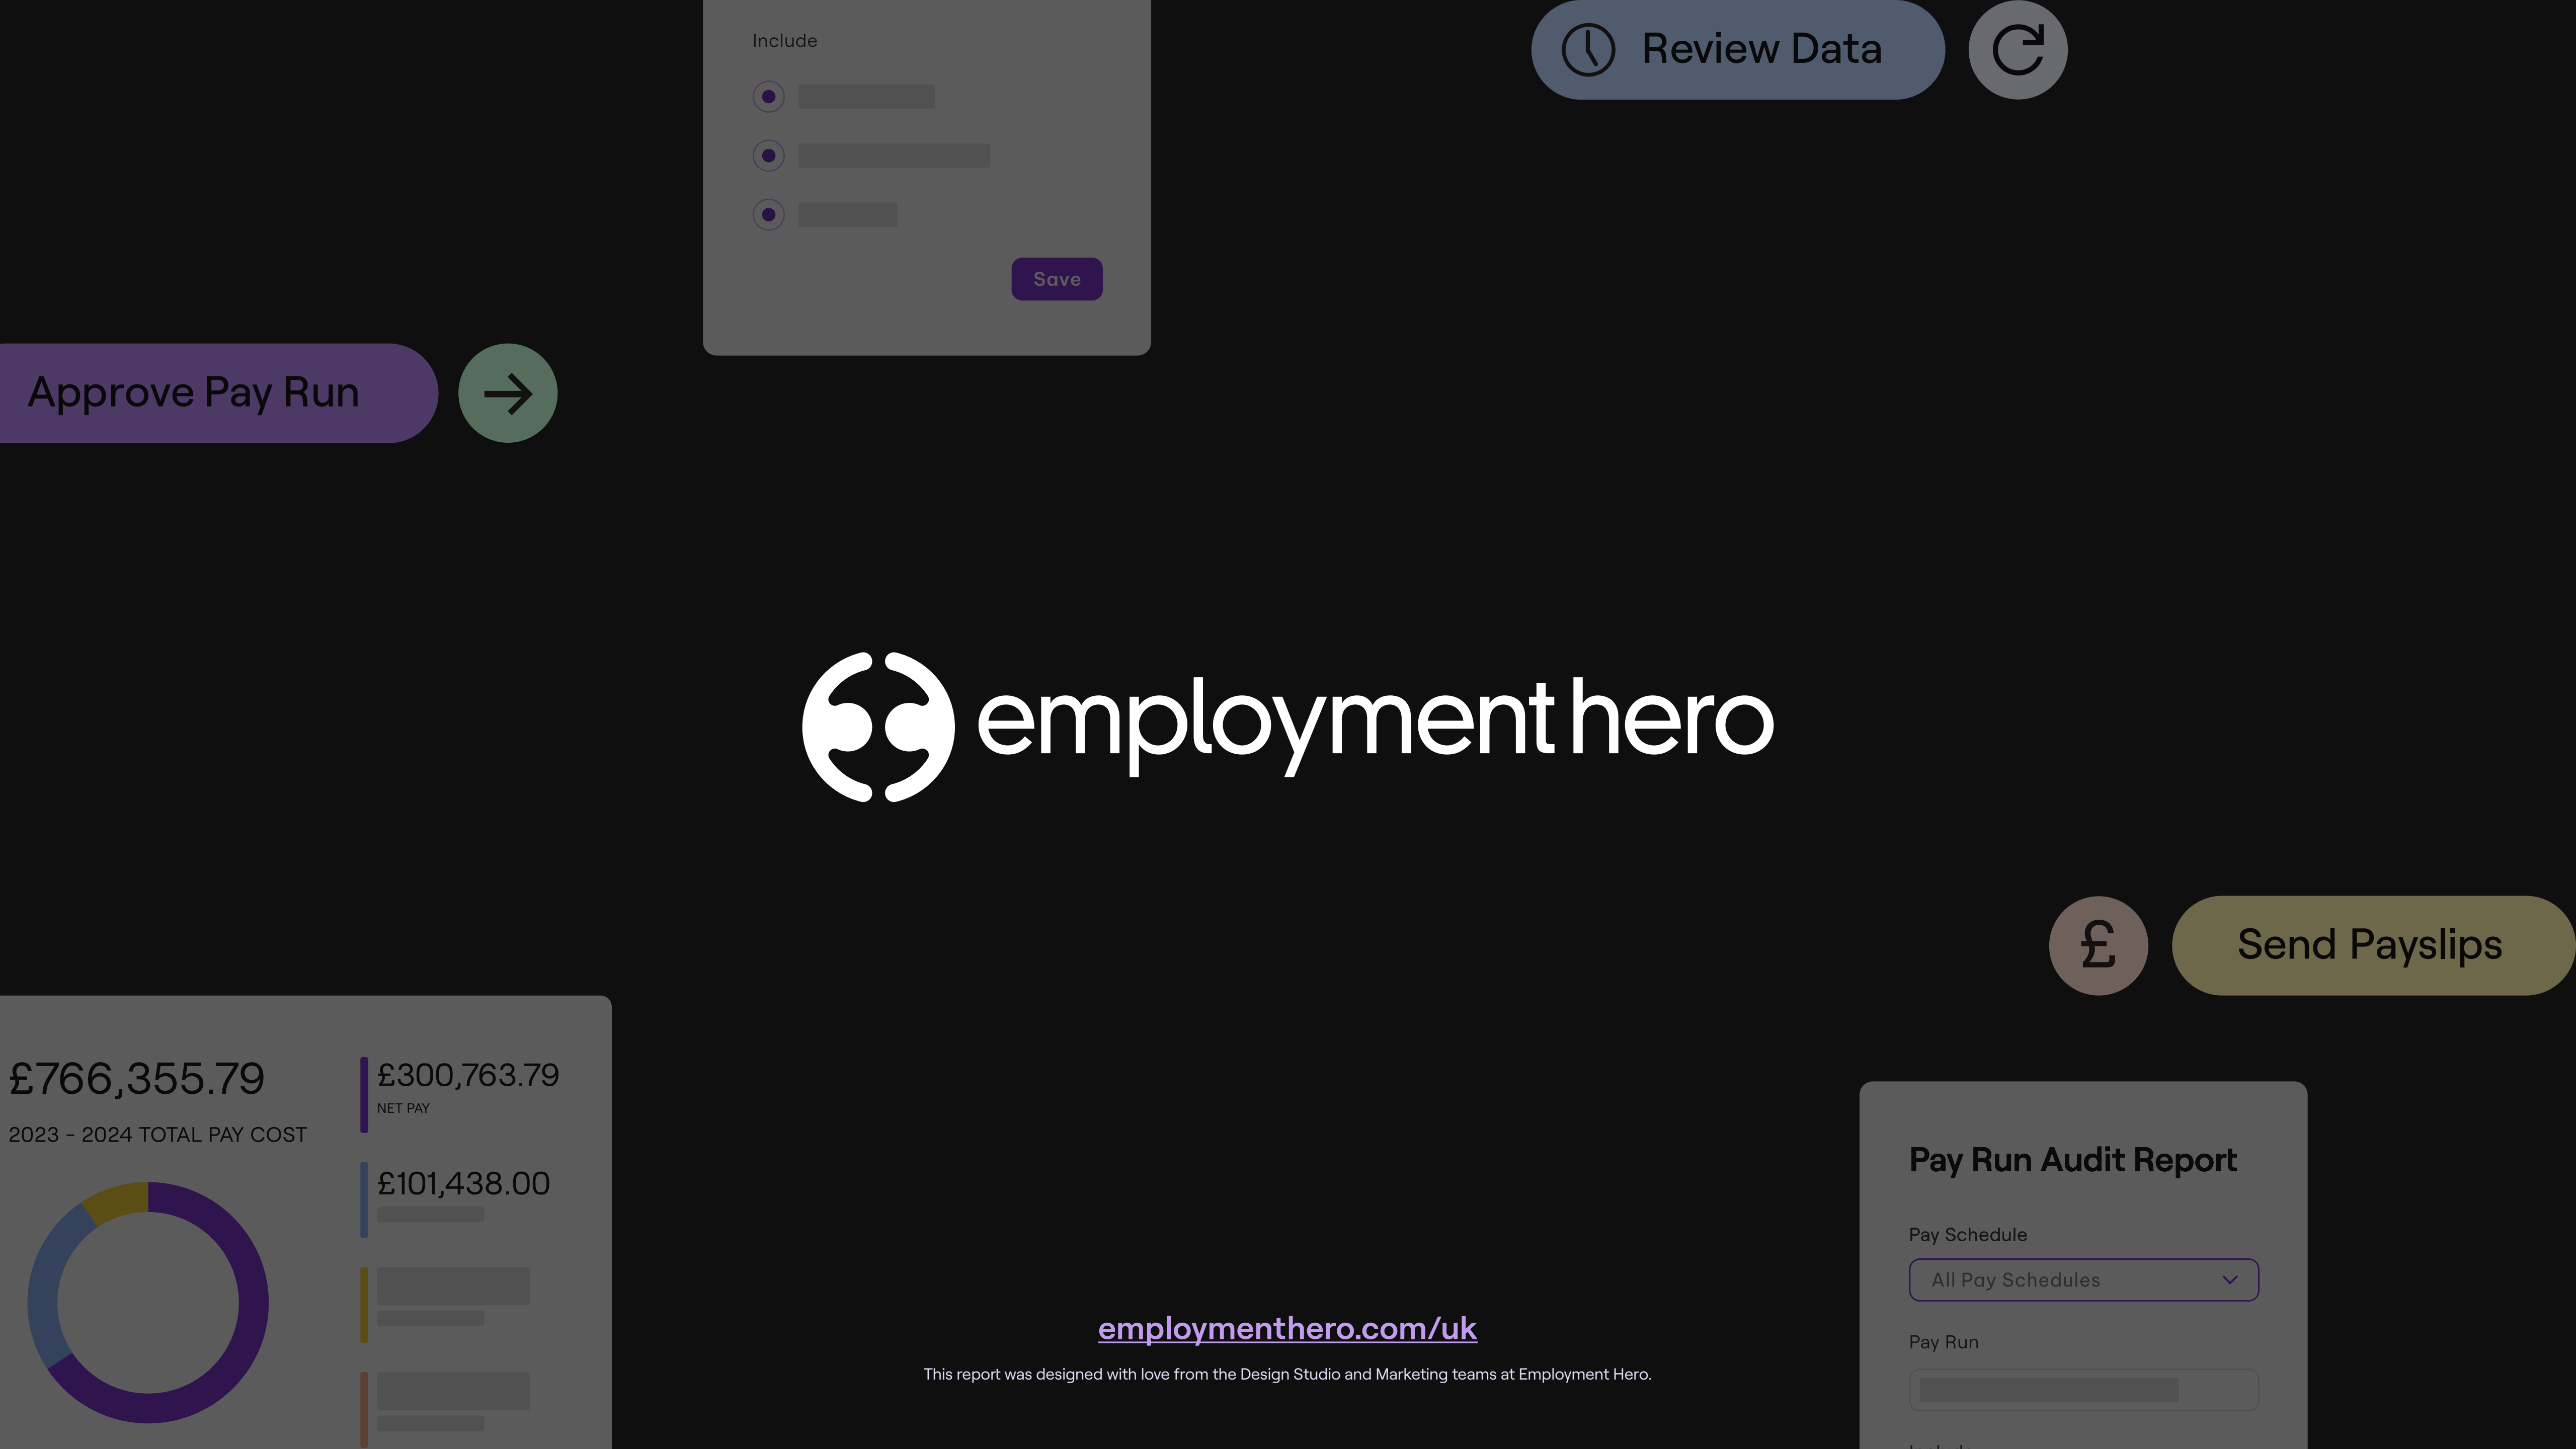 Include
Save
Review Data
Approve Pay Run
employment hero
£
Send Payslips
£766,355.79
2023 - 2024 TOTAL PAY COST
£300,763.79
NET PAY
£101,438.00
Pay Run Audit Report
Pay Schedule
All Pay Schedules
Pay Run
employmenthero.com/uk
This report was designed with love from the Design Studio and Marketing teams at Employment Hero.